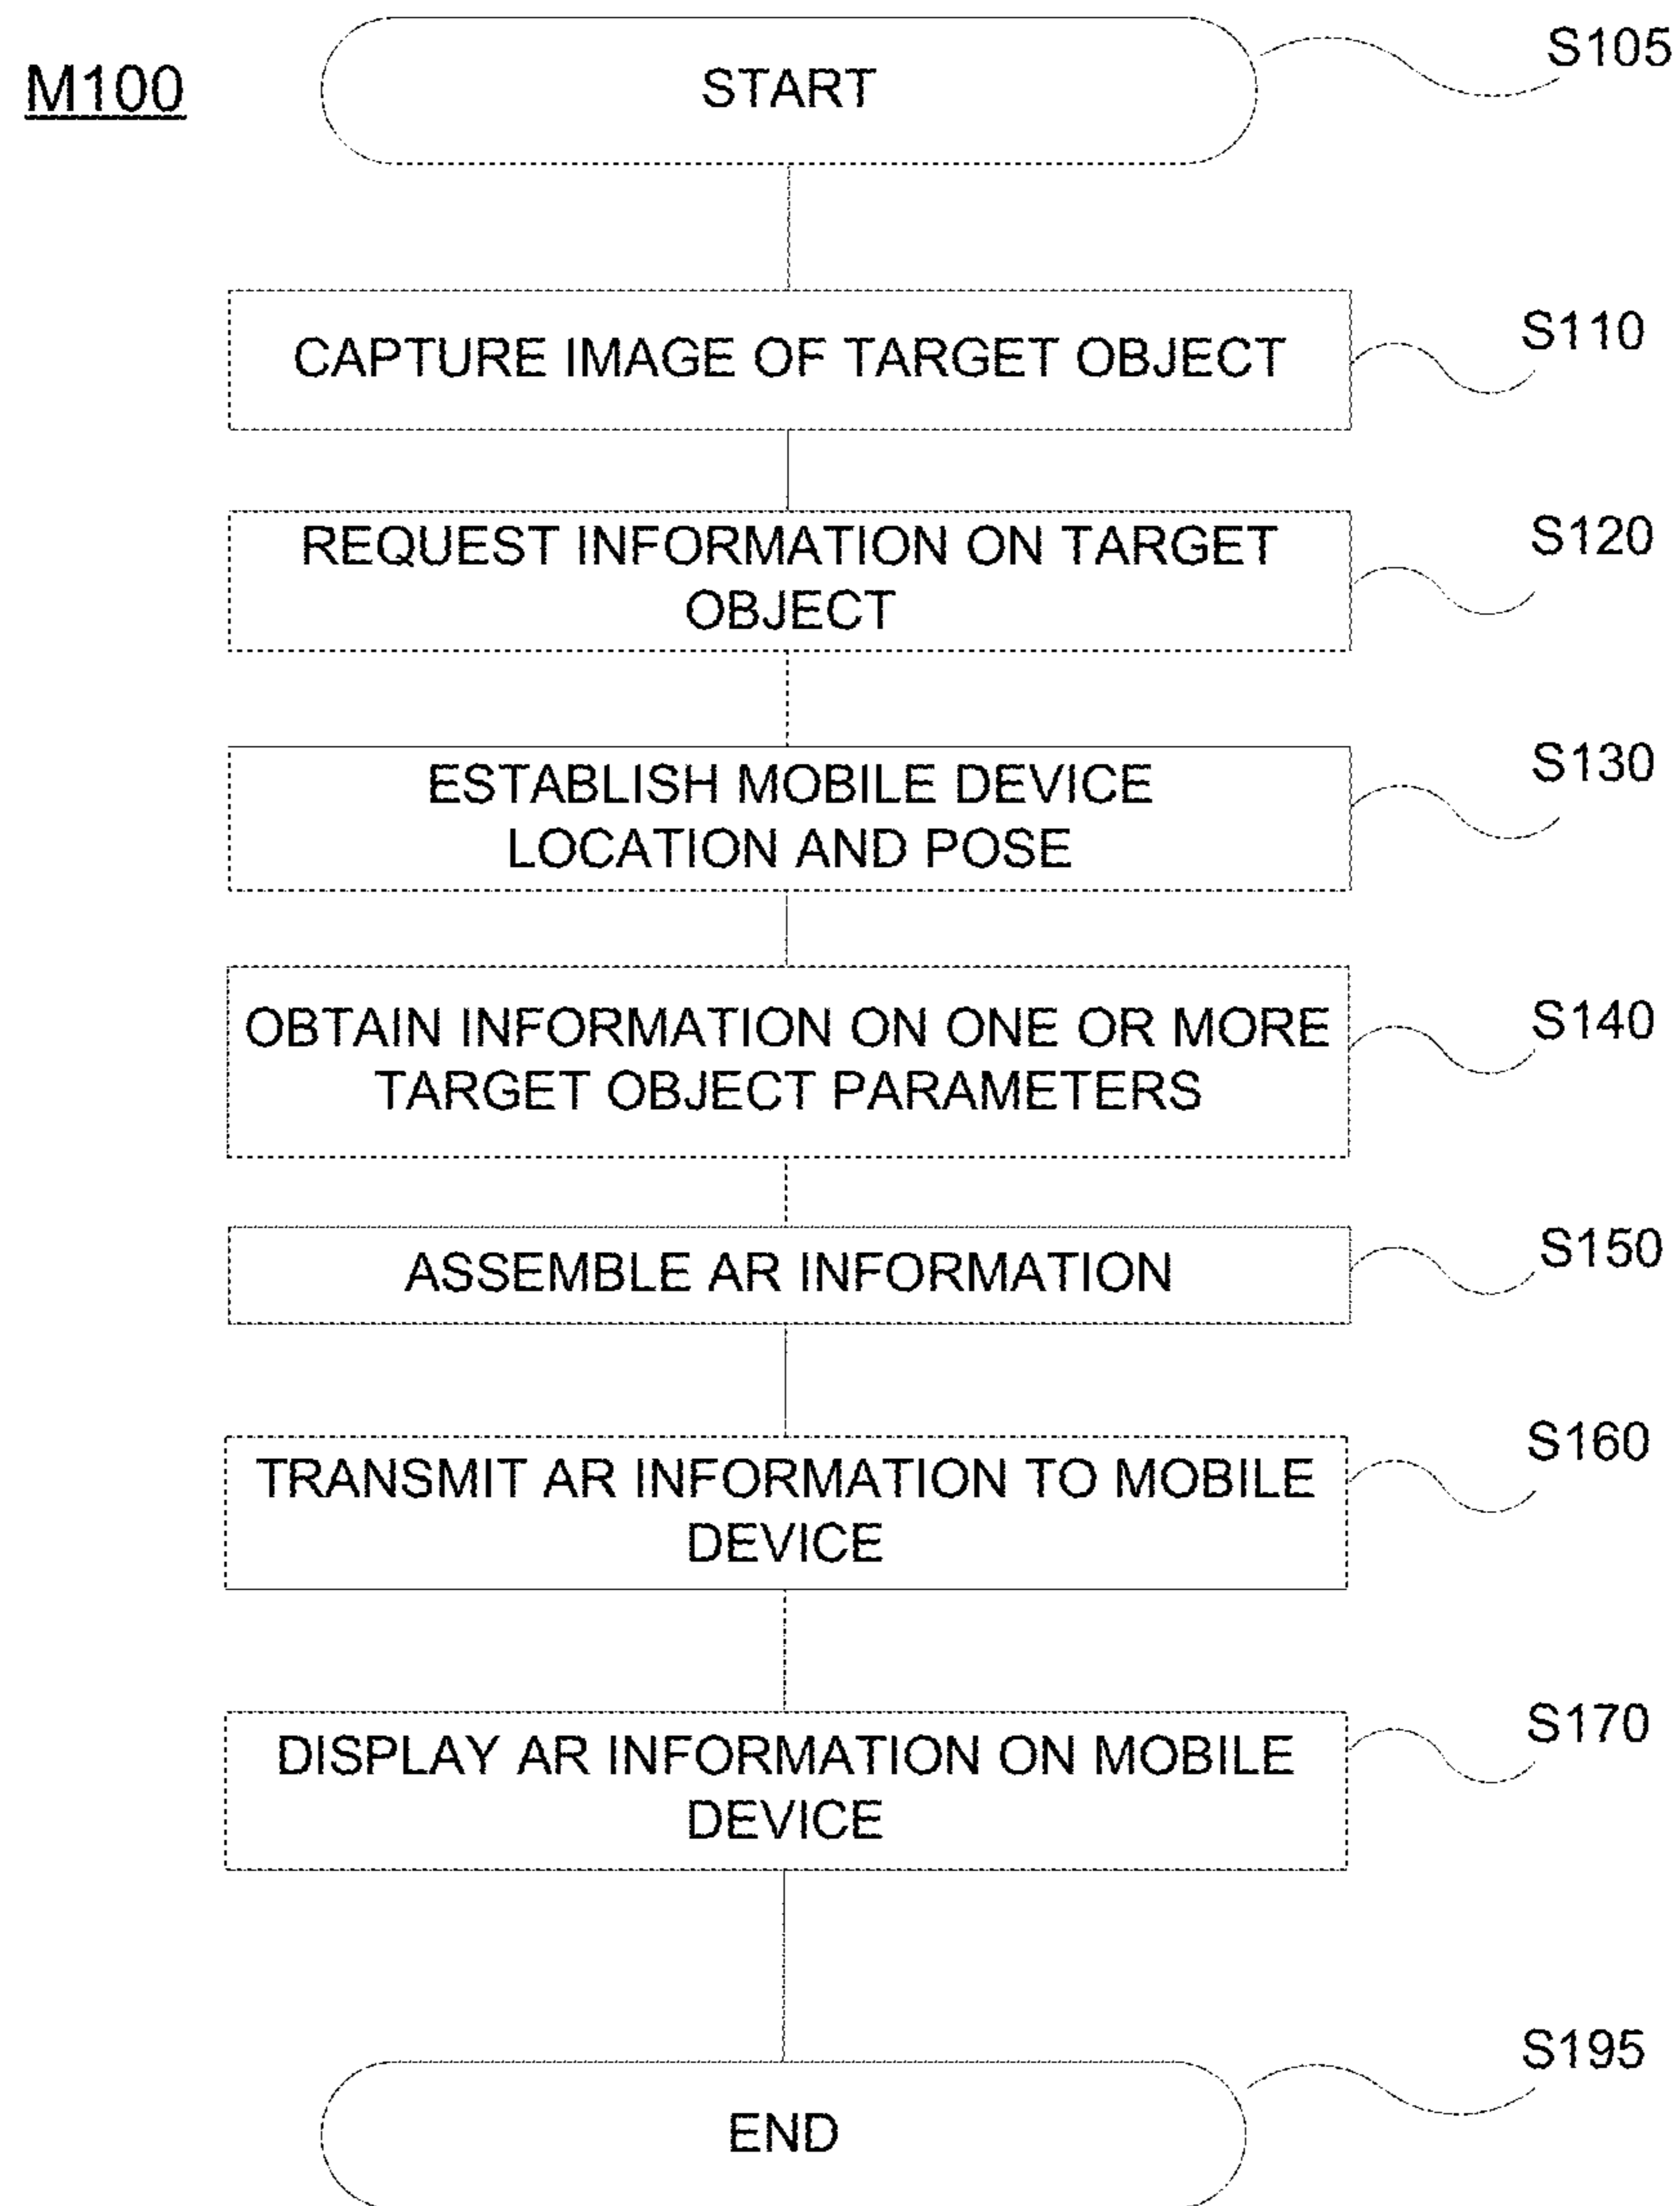 M100
START
S105
CAPTURE IMAGE OF TARGET OBJECT
S110
REQUEST INFORMATION ON TARGET
OBJECT
S120
ESTABLISH MOBILE DEVICE
LOCATION AND POSE
S130
OBTAIN INFORMATION ON ONE OR MORE
TARGET OBJECT PARAMETERS
S140
ASSEMBLE AR INFORMATION
S150
TRANSMIT AR INFORMATION TO MOBILE
DEVICE
S160
DISPLAY AR INFORMATION ON MOBILE
DEVICE
S170
END
S195